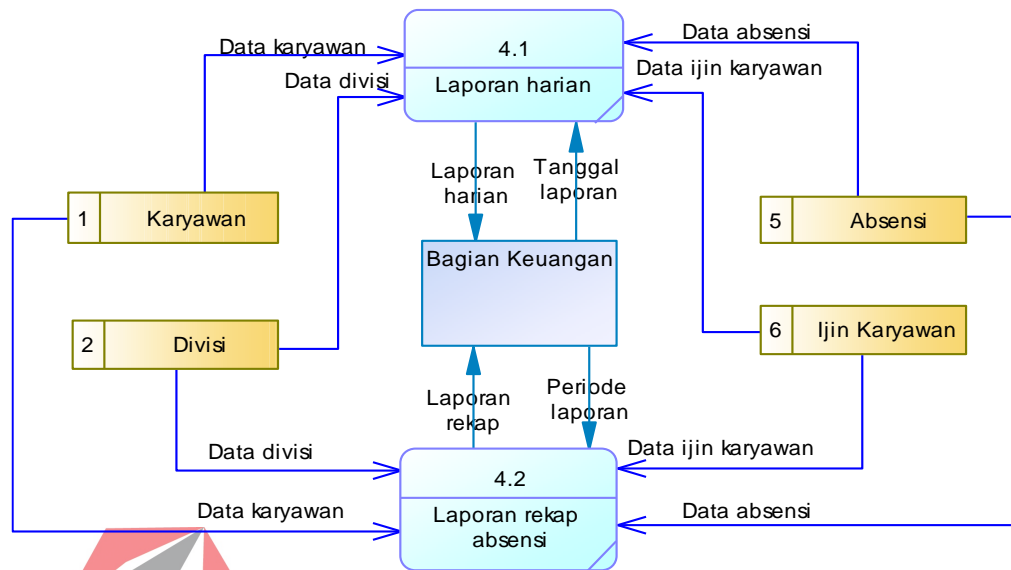 Data karyawan
4.1
Data absensi
Laporan harian
Data divisi
Data ijin karyawan
Laporan
harian
Tanggal
laporan
1 Karyawan
5 Absensi
Bagian Keuangan
2 Divisi
6 Ijin Karyawan
Laporan
rekap
Periode
laporan
Data divisi
Data ijin karyawan
4.2
Data karyawan
Laporan rekap
absensi
Data absensi